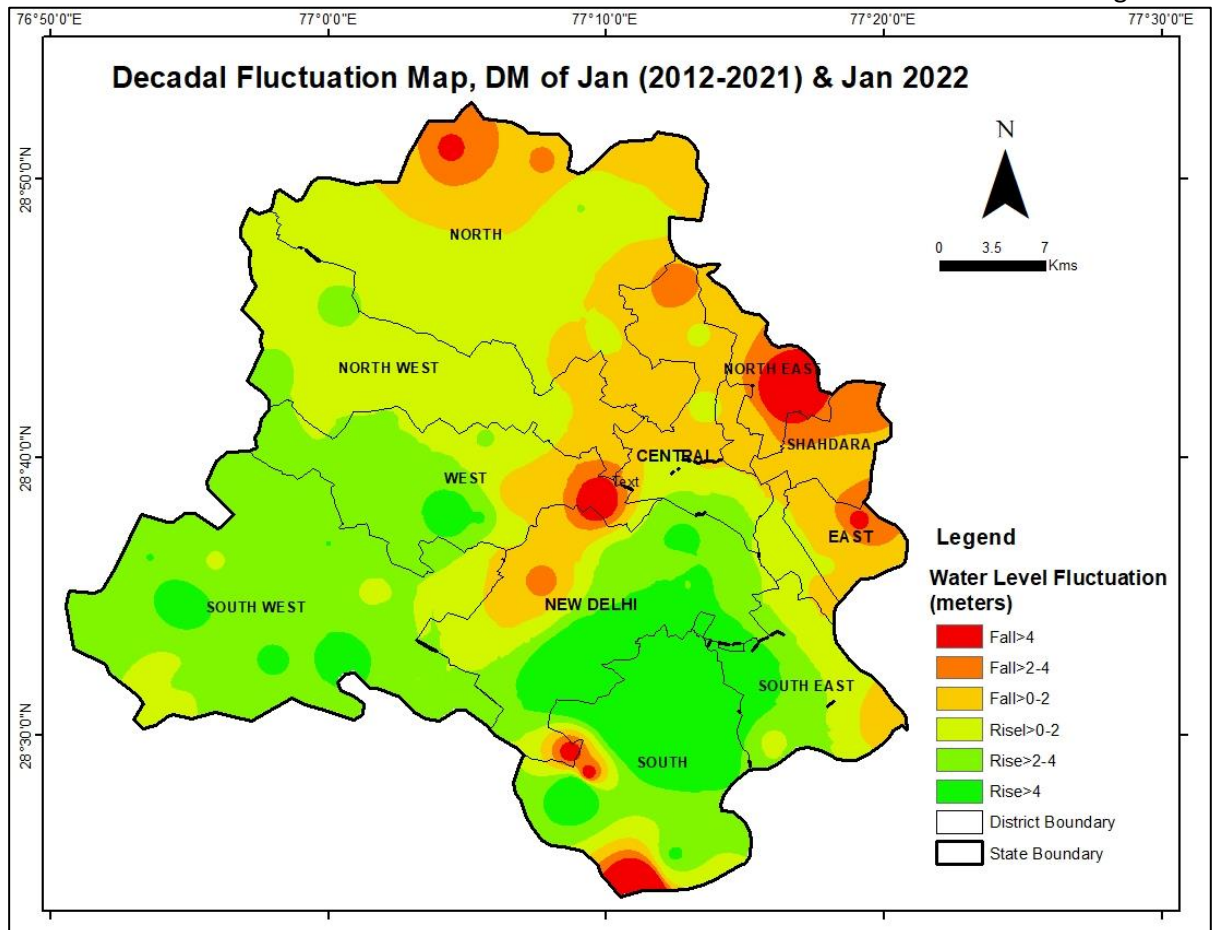 76°50'0"E 77°0'0"E 77°10'0"E 77°20'0"E 77°30'0"E
Decadal Fluctuation Map, DM of Jan (2012-2021) & Jan 2022
N
28°50'0"N
0 3.5 7
Kms
NORTH
NORTH WEST
NORTH EAST
SHAHDARA
28°40'0"N
CENTRAL
WEST
Text
EAST
SOUTH WEST
NEW DELHI
SOUTH EAST
28°30'0"N
SOUTH
Legend
Water Level Fluctuation
(meters)
Fall>4
Fall>2-4
Fall>0-2
Risel>0-2
Rise>2-4
Rise>4
District Boundary
State Boundary